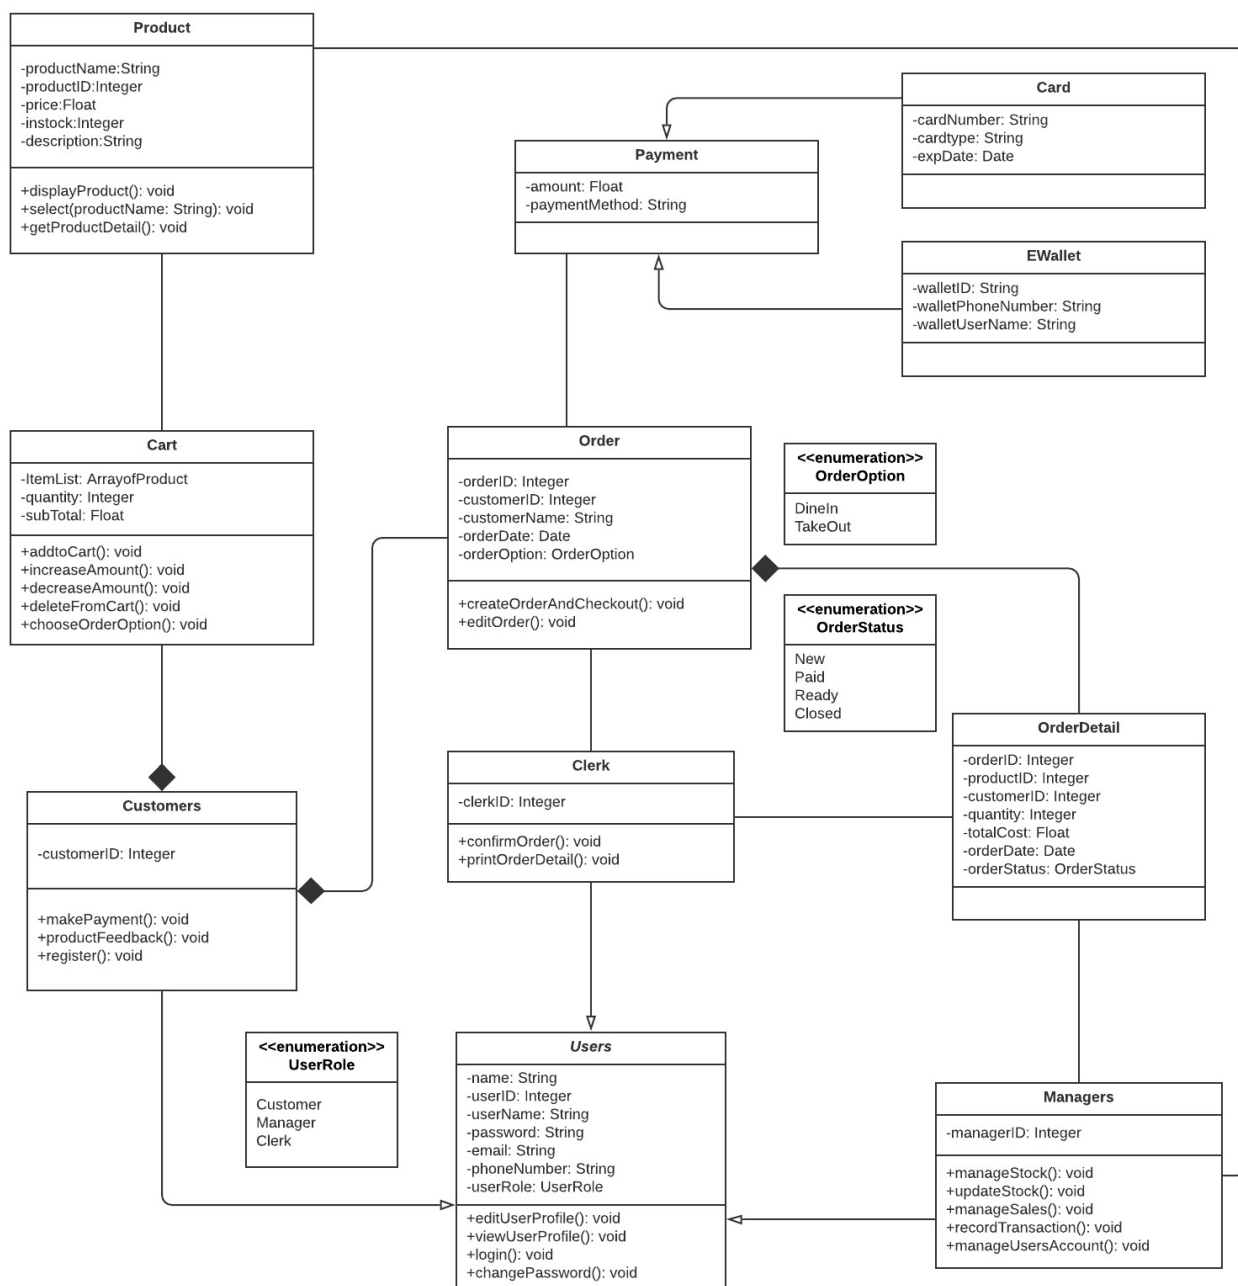 Product
-productName:String
-productID:Integer
-price:Float
-instock:Integer
-description:String
+displayProduct(): void
+select(productName: String): void
+getProductDetail(): void
Card
-cardNumber: String
-cardtype: String
-expDate: Date
Payment
-amount: Float
-paymentMethod: String
EWallet
-walletID: String
-walletPhoneNumber: String
-walletUserName: String
Cart
-ItemList: ArrayofProduct
-quantity: Integer
-subTotal: Float
+addtoCart(): void
+increaseAmount(): void
+decreaseAmount(): void
+deleteFromCart(): void
+chooseOrderOption(): void
Order
-orderID: Integer
-customerID: Integer
-customerName: String
-orderDate: Date
-orderOption: OrderOption
+createOrderAndCheckout(): void
+editOrder(): void
<<enumeration>>
OrderOption
DineIn
TakeOut
<<enumeration>>
OrderStatus
New
Paid
Ready
Closed
OrderDetail
-orderID: Integer
-productID: Integer
-customerID: Integer
-quantity: Integer
-totalCost: Float
-orderDate: Date
-orderStatus: OrderStatus
Clerk
-clerkID: Integer
+confirmOrder(): void
+printOrderDetail(): void
Customers
-customerID: Integer
+makePayment(): void
+productFeedback(): void
+register(): void
<<enumeration>>
UserRole
Customer
Manager
Clerk
Users
-name: String
-userID: Integer
-userName: String
-password: String
-email: String
-phoneNumber: String
-userRole: UserRole
+editUserProfile(): void
+viewUserProfile(): void
+login(): void
+changePassword(): void
Managers
-managerID: Integer
+manageStock(): void
+updateStock(): void
+manageSales(): void
+recordTransaction(): void
+manageUsersAccount(): void